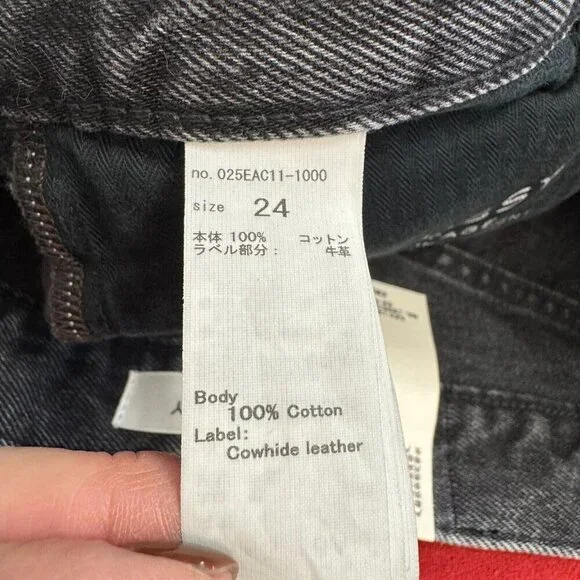 no. 025EAC11-1000
size 24
本体 100% コットン
ラベル部分： 牛革
Body
100% Cotton
Label:
Cowhide leather